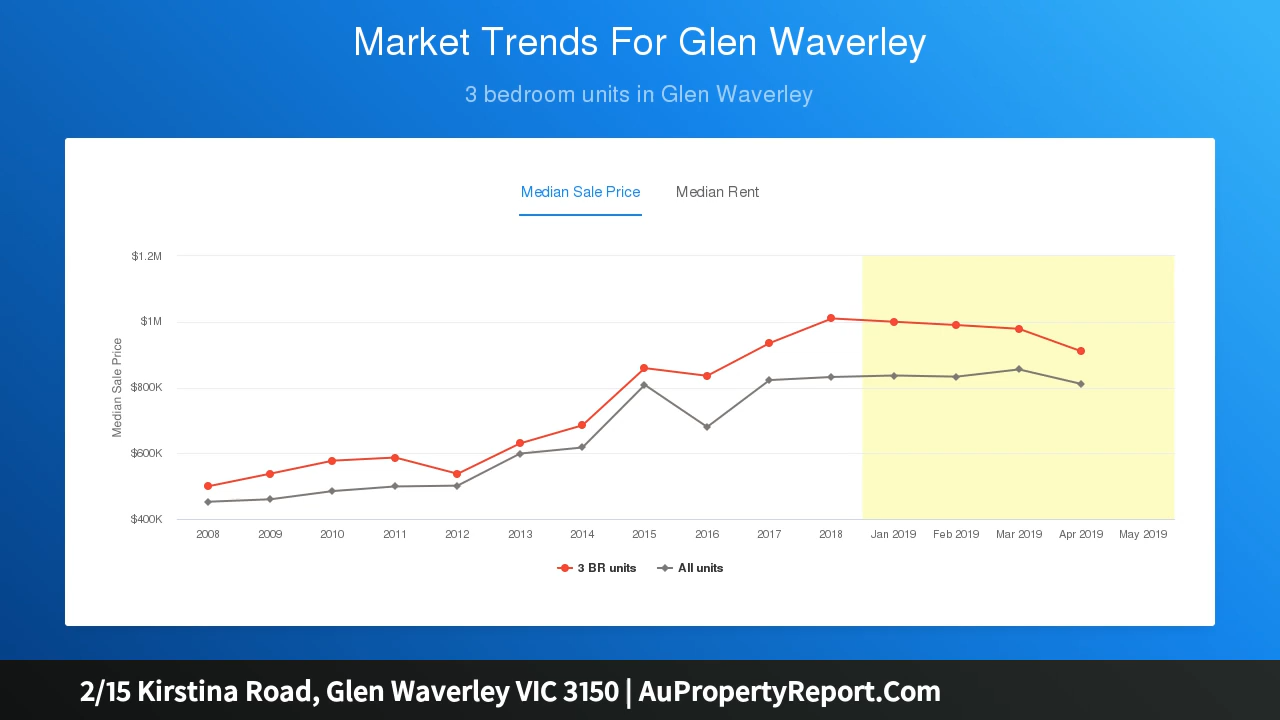 Market Trends For Glen Waverley
3 bedroom units in Glen Waverley
Median Sale Price Median Rent
Median Sale Price
$1.2M
$1M
$800K
$600K
$400K
2008 2009 2010 2011 2012 2013 2014 2015 2016 2017 2018 Jan 2019 Feb 2019 Mar 2019 Apr 2019 May 2019
3 BR units All units
2/15 Kirstina Road, Glen Waverley VIC 3150 | AuPropertyReport.Com